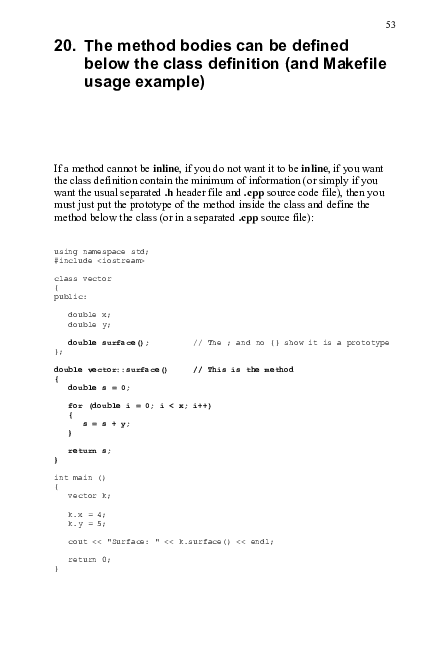 53
20. The method bodies can be defined
below the class definition (and Makefile
usage example)
If a method cannot be inline, if you do not want it to be inline, if you want
the class definition contain the minimum of information (or simply if you
want the usual separated .h header file and .cpp source code file), then you
must just put the prototype of the method inside the class and define the
method below the class (or in a separated .cpp source file):
using namespace std;
#include <iostream>
class vector
{
public:
double x;
double y;
double surface(); // The ; and no {} show it is a prototype
};
double vector::surface() // This is the method
{
double s = 0;
for (double i = 0; i < x; i++)
{
s = s + y;
}
return s;
}
int main ()
{
vector k;
k.x = 4;
k.y = 5;
cout << "Surface: " << k.surface() << endl;
return 0;
}